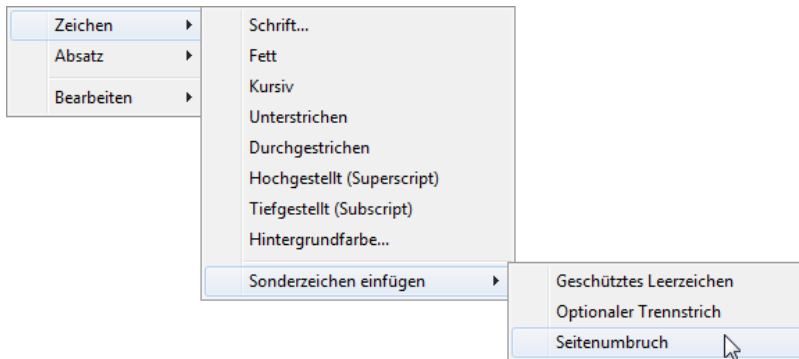 Zeichen
Absatz
Bearbeiten
Schrift...
Fett
Kursiv
Unterstrichen
Durchgestrichen
Hochgestellt (Superscript)
Tiefgestellt (Subscript)
Hintergrundfarbe...
Sonderzeichen einfügen
Geschütztes Leerzeichen
Optionaler Trennstrich
Seitenumbruch